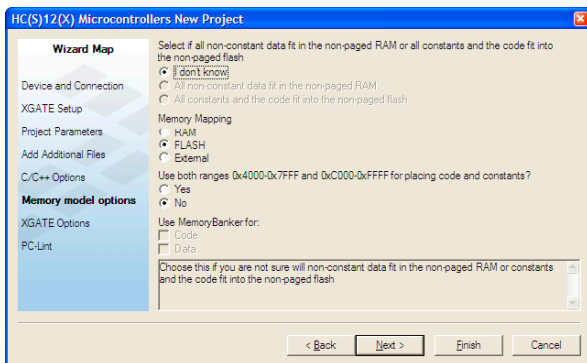 HC(S)12(X) Microcontrollers New Project
Wizard Map
Device and Connection
XGATE Setup
Project Parameters
Add Additional Files
C/C++ Options
Memory model options
XGATE Options
PC-Lint
Select if all non-constant data fit in the non-paged RAM or all constants and the code fit into
the non-paged flash
I don't know
All non-constant data fit in the non-paged RAM
All constants and the code fit into the non-paged flash
Memory Mapping
RAM
FLASH
External
Use both ranges 0x4000-0x7FFF and 0xC000-0xFFFF for placing code and constants?
Yes
No
Use MemoryBanker for:
Code
Data
Choose this if you are not sure will non-constant data fit in the non-paged RAM or constants
and the code fit into the non-paged flash
< Back
Next >
Finish
Cancel